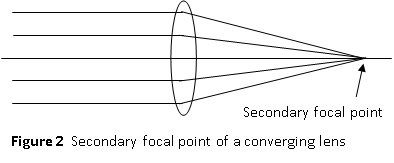 Secondary focal point
Figure 2 Secondary focal point of a converging lens